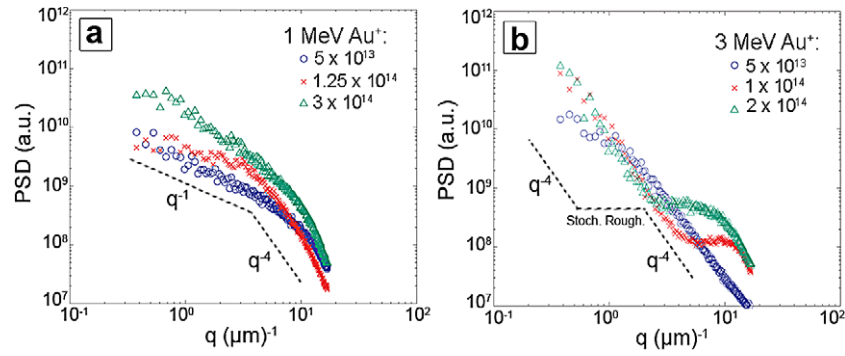 a
1 MeV Au⁺:
○ 5 x 10¹³
× 1.25 x 10¹⁴
△ 3 x 10¹⁴
PSD (a.u.)
10¹²
10¹¹
10¹⁰
10⁹
10⁸
10⁷
q⁻¹
q⁻⁴
10⁻¹ 10⁰ 10¹ 10²
q (μm)⁻¹
b
3 MeV Au⁺:
○ 5 x 10¹³
× 1 x 10¹⁴
△ 2 x 10¹⁴
PSD (a.u.)
10¹²
10¹¹
10¹⁰
10⁹
10⁸
10⁷
q⁻⁴
Stoch. Rough.
q⁻⁴
10⁻¹ 10⁰ 10¹ 10²
q (μm)⁻¹